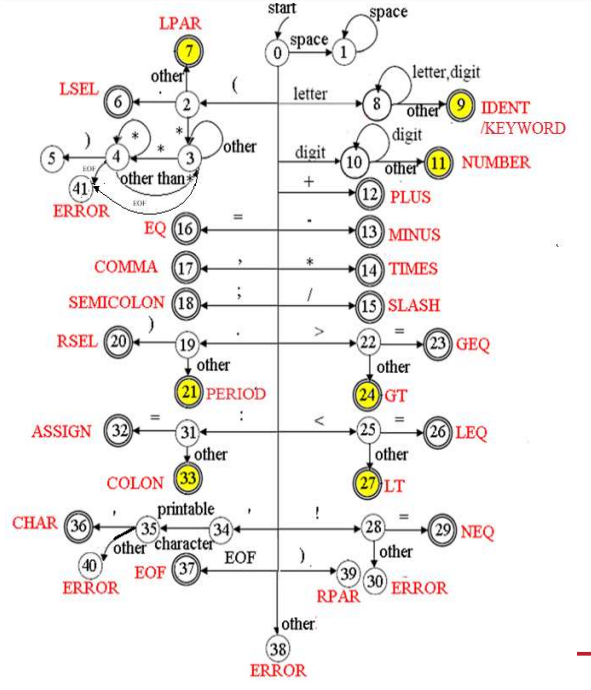 start
space
LPAR
7
0
space
1
other
LSEL
6
.
2
(
letter
8
letter,digit
other
9
IDENT
/KEYWORD
*
*
other
)
5
4
*
3
digit
10
digit
other
11
NUMBER
EOF
41
other than*
EOF
ERROR
+
12
PLUS
EQ
16
=
-
13
MINUS
COMMA
17
,
*
14
TIMES
SEMICOLON
18
;
/
15
SLASH
RSEL
20
)
19
.
>
22
=
23
GEQ
other
21
PERIOD
other
24
GT
ASSIGN
32
=
31
:
<
25
=
26
LEQ
other
33
COLON
other
27
LT
CHAR
36
'
35
printable
character
34
'
!
28
=
29
NEQ
other
40
ERROR
EOF
37
EOF
)
39
RPAR
other
30
ERROR
other
38
ERROR